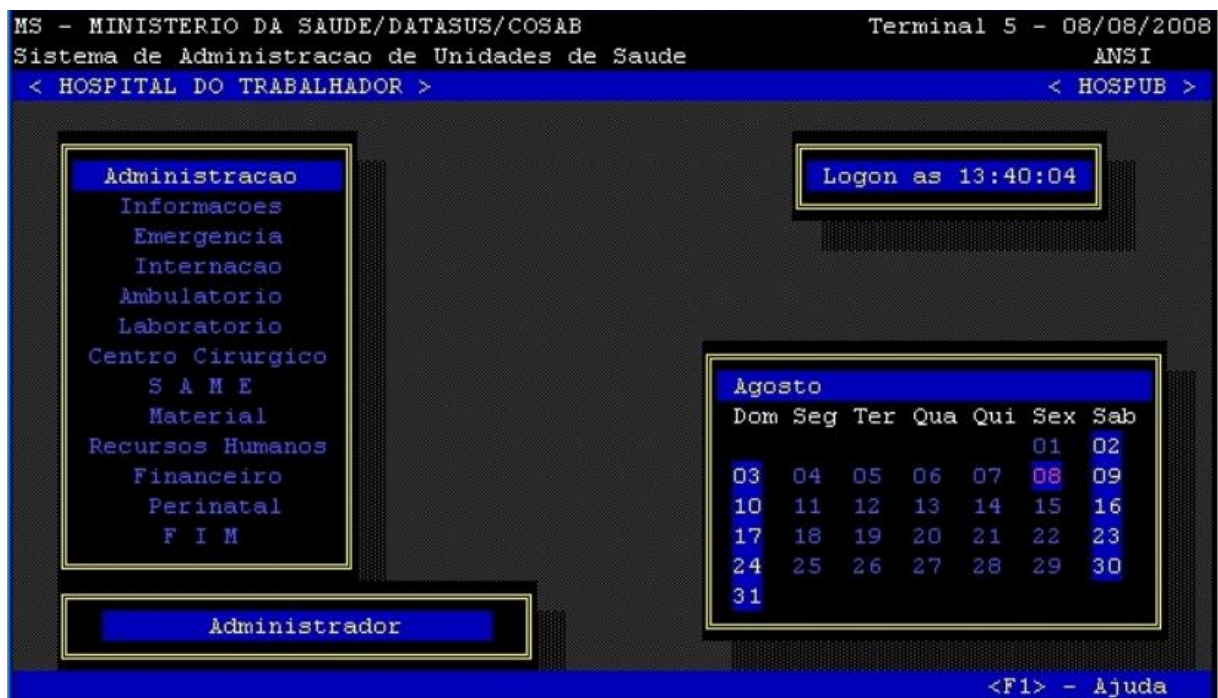 MS - MINISTERIO DA SAUDE/DATASUS/COSAB Terminal 5 - 08/08/2008
Sistema de Administracao de Unidades de Saude ANSI
< HOSPITAL DO TRABALHADOR > < HOSPUB >
Administracao
Informacoes
Emergencia
Internacao
Ambulatorio
Laboratorio
Centro Cirurgico
S A M E
Material
Recursos Humanos
Financeiro
Perinatal
F I M
Administrador
Logon as 13:40:04
Agosto
Dom Seg Ter Qua Qui Sex Sab
01 02
03 04 05 06 07 08 09
10 11 12 13 14 15 16
17 18 19 20 21 22 23
24 25 26 27 28 29 30
31
<F1> - Ajuda